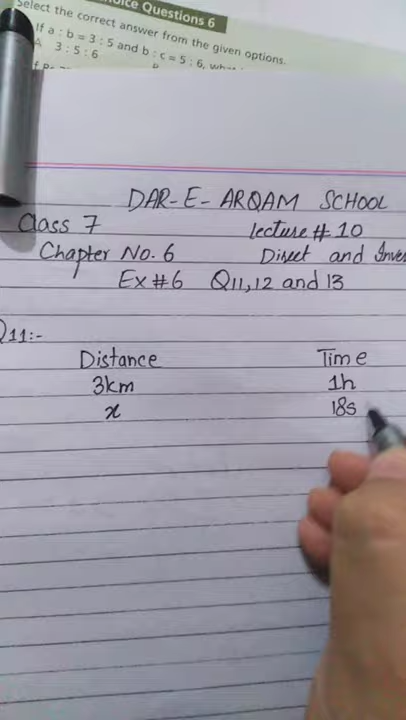 Select the correct answer from the given options.
Choice Questions 6
If a : b = 3 : 5 and b : c = 5 : 6,
A 3 : 5 : 6
DAR-E-ARQAM SCHOOL
Class 7 lecture # 10
Chapter No. 6 Direct and
Ex # 6 Q11,12 and 13
Q11:-
Distance Time
3km 1h
x 18s